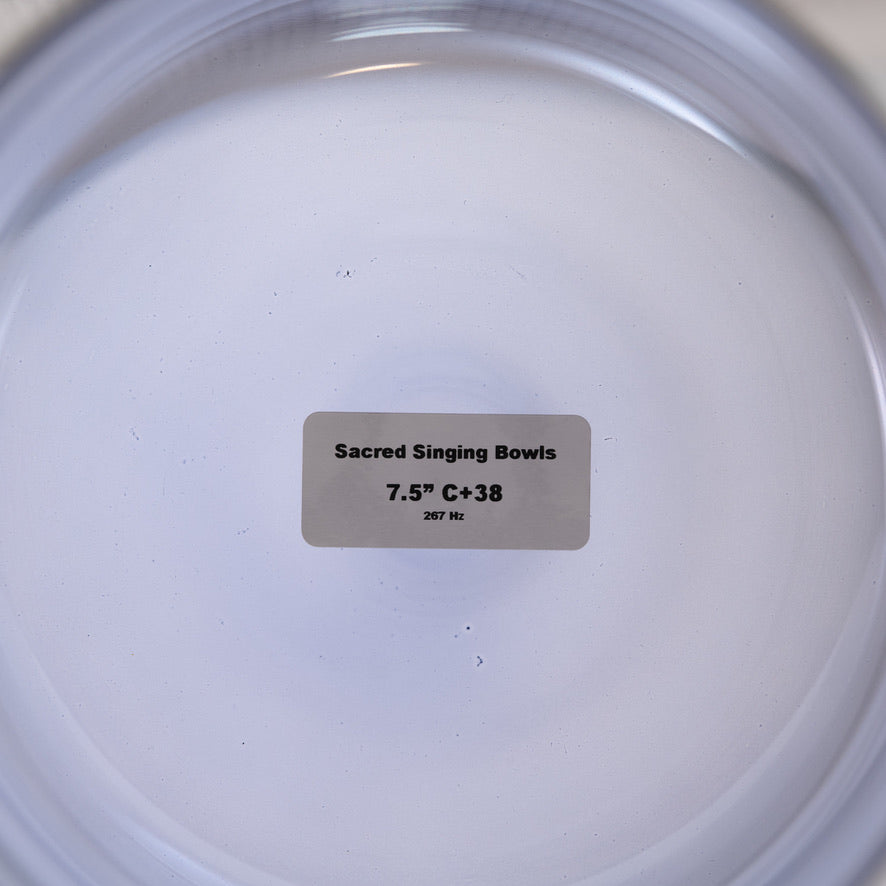 Sacred Singing Bowls
7.5” C+38
267 Hz